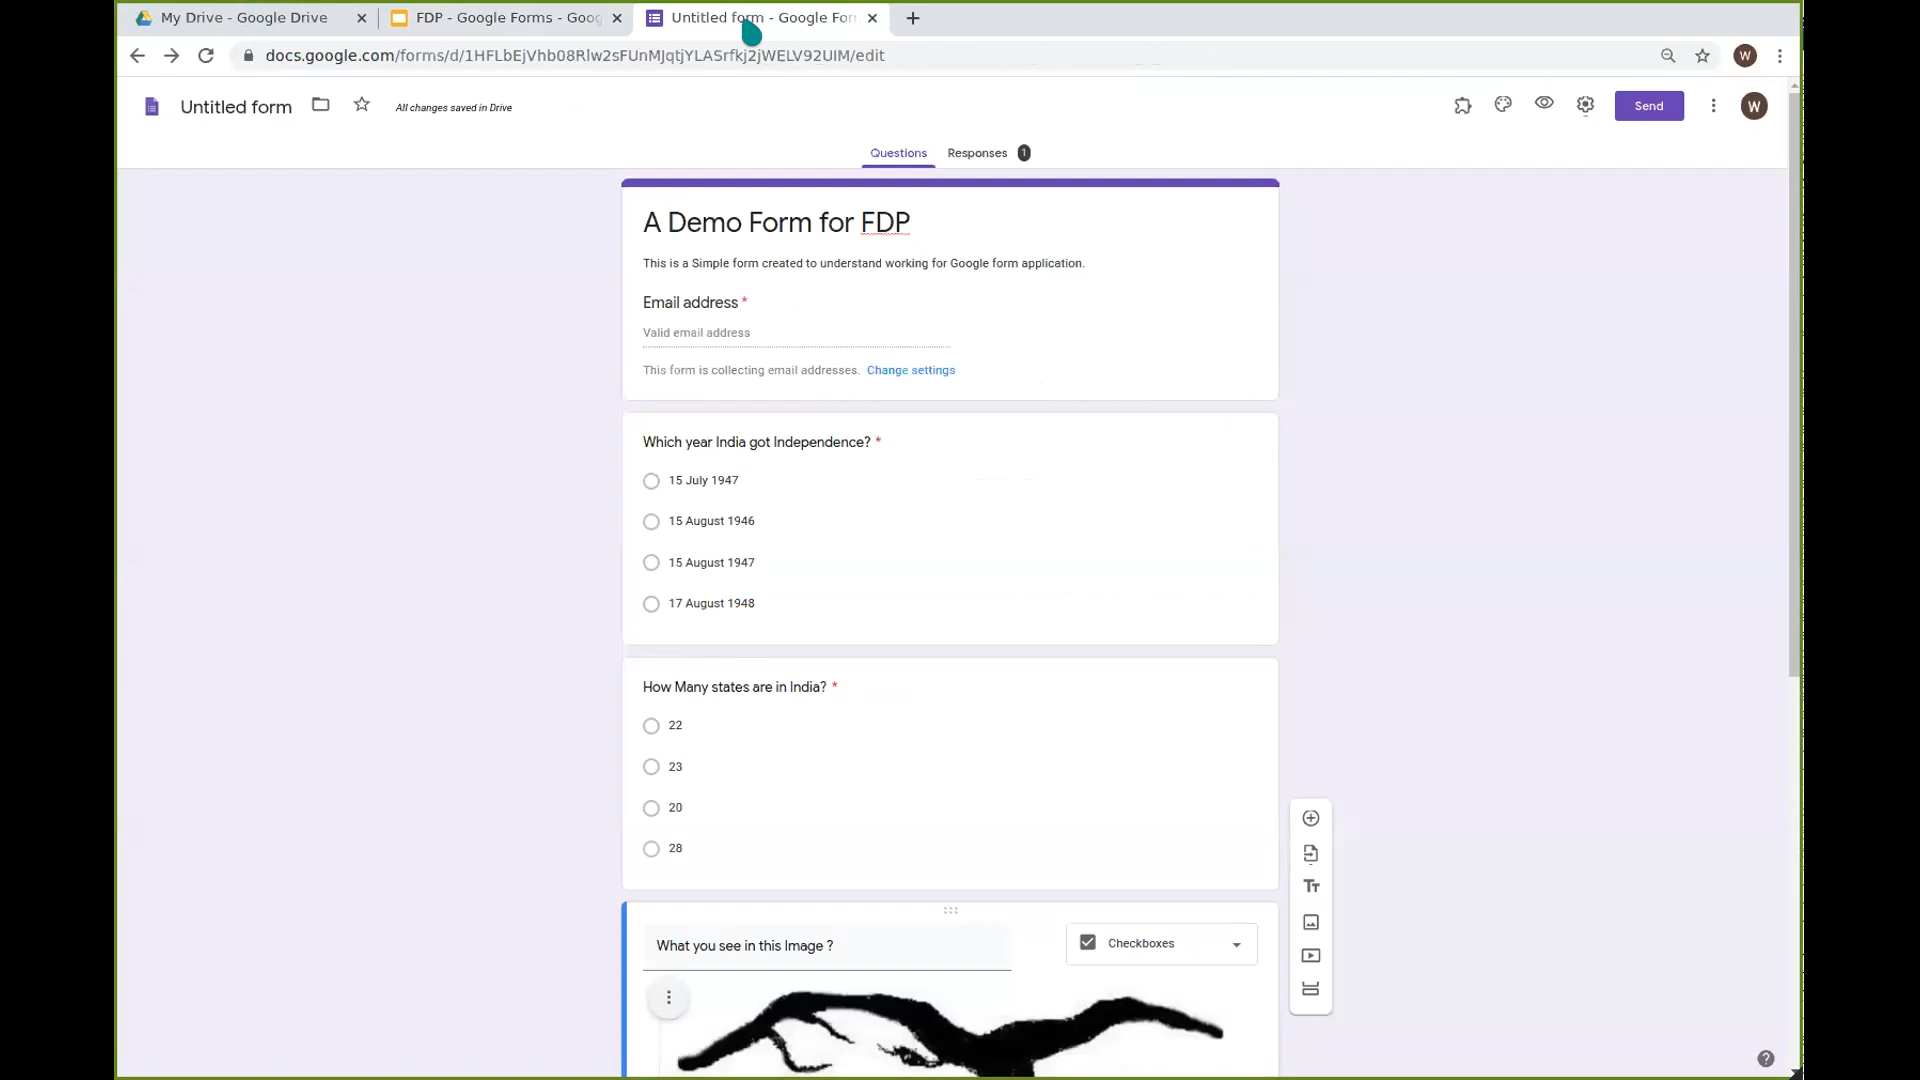 My Drive - Google Drive
FDP - Google Forms - Goog
Untitled form - Google For
docs.google.com/forms/d/1HFLbEjVhb08Rlw2sFUnMJqtjYLASrfkj2jWELV92UIM/edit
W
Untitled form
All changes saved in Drive
Send
W
Questions
Responses 1
A Demo Form for FDP
This is a Simple form created to understand working for Google form application.
Email address *
Valid email address
This form is collecting email addresses. Change settings
Which year India got Independence? *
15 July 1947
15 August 1946
15 August 1947
17 August 1948
How Many states are in India? *
22
23
20
28
What you see in this Image ?
Checkboxes
Tт